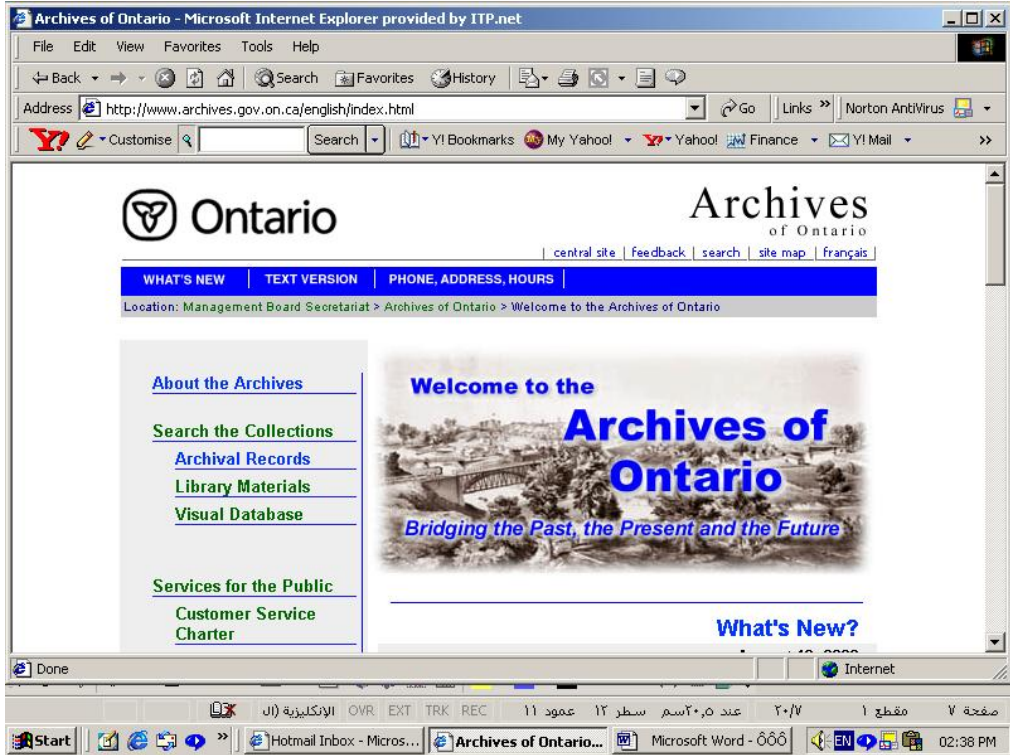 Archives of Ontario - Microsoft Internet Explorer provided by ITP.net
File Edit View Favorites Tools Help
Back Search Favorites History
Address http://www.archives.gov.on.ca/english/index.html Go Links » Norton AntiVirus
Y! Customise Search Y! Bookmarks My Yahoo! Yahoo! Finance Y! Mail »
Ontario
Archives
of Ontario
| central site | feedback | search | site map | français |
WHAT'S NEW | TEXT VERSION | PHONE, ADDRESS, HOURS |
Location: Management Board Secretariat > Archives of Ontario > Welcome to the Archives of Ontario
About the Archives
Search the Collections
Archival Records
Library Materials
Visual Database
Services for the Public
Customer Service
Charter
Welcome to the
Archives of
Ontario
Bridging the Past, the Present and the Future
What's New?
Done Internet
صفحة ٧ مقطع ١ ٢٠/٧ عند ٢٠,٥سم سطر ١٢ عمود ١١ REC TRK EXT OVR الإنكليزية (ال
Start » Hotmail Inbox - Micros... Archives of Ontario... Microsoft Word - ÔÔÔ EN 02:38 PM